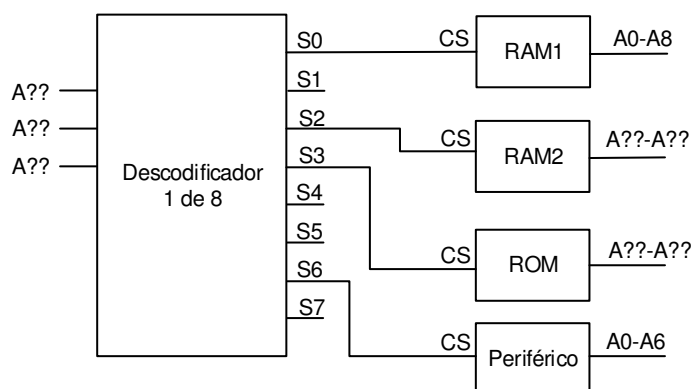 S0
CS
RAM1
A0-A8
A??
S1
A??
S2
CS
RAM2
A??-A??
A??
S3
Descodificador
1 de 8
S4
S5
CS
ROM
A??-A??
S6
S7
CS
Periférico
A0-A6